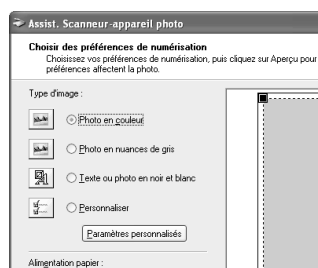 Assist. Scanneur-appareil photo
Choisir des préférences de numérisation
Choisissez vos préférences de numérisation, puis cliquez sur Aperçu pour
préférences affectent la photo.
Type d'image :
Photo en couleur
Photo en nuances de gris
Texte ou photo en noir et blanc
Personnaliser
Paramètres personnalisés
Alimentation papier :